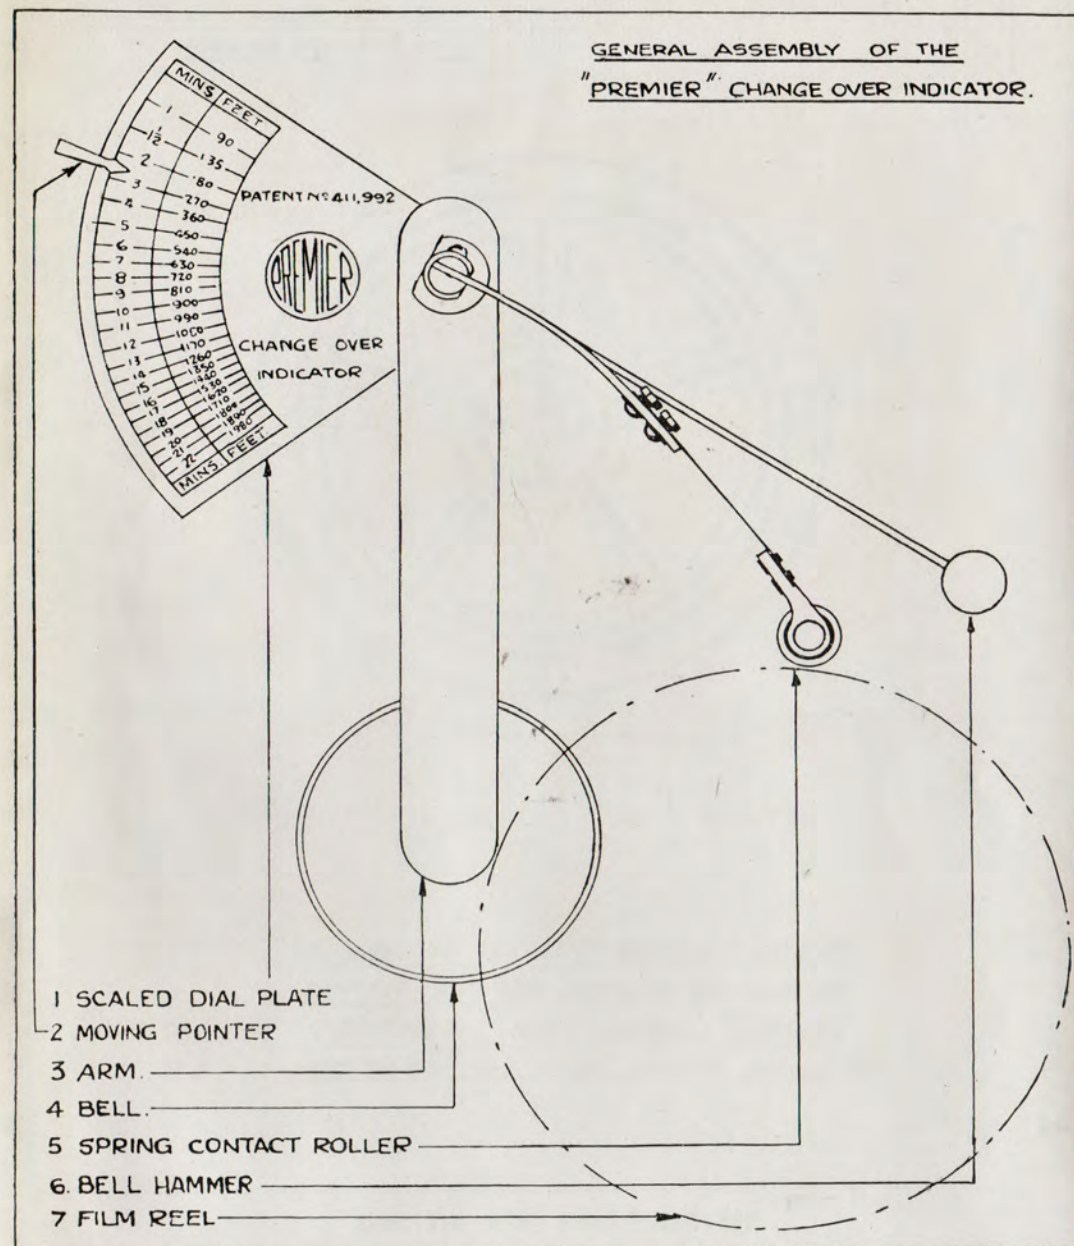 GENERAL ASSEMBLY OF THE
"PREMIER" CHANGE OVER INDICATOR.
MINS FEET
1 90
1½ 135
2 180
3 270
4 360
5 450
6 540
7 630
8 720
9 810
10 900
11 990
12 1080
13 1170
14 1260
15 1350
16 1440
17 1530
18 1620
19 1710
20 1800
21 1890
22 1980
MINS FEET
PATENT Nº 411,992
PREMIER
CHANGE OVER
INDICATOR
1 SCALED DIAL PLATE
2 MOVING POINTER
3 ARM.
4 BELL.
5 SPRING CONTACT ROLLER
6. BELL HAMMER
7 FILM REEL